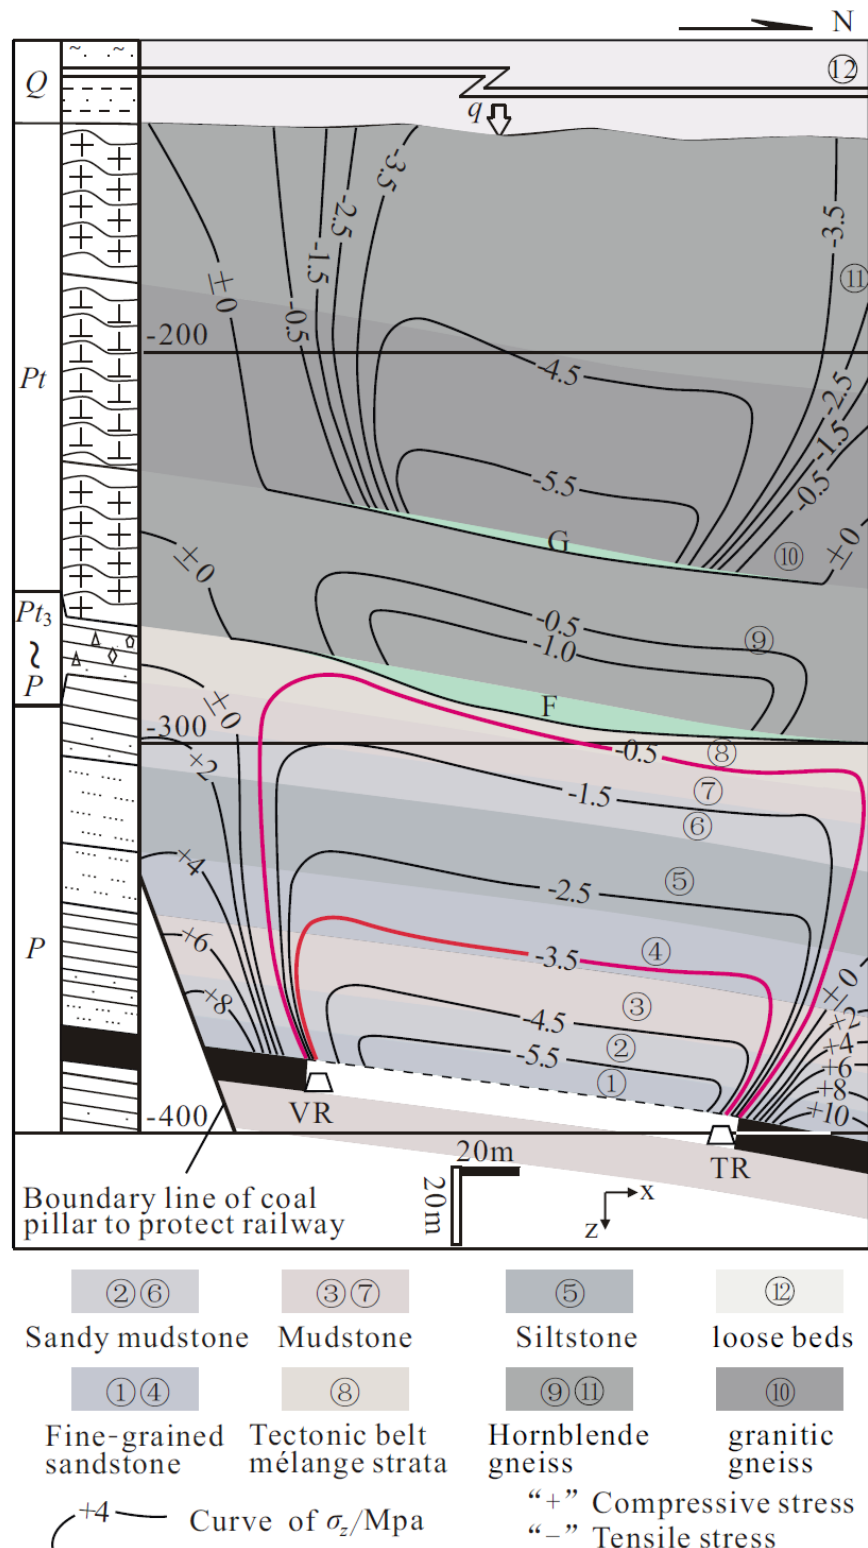 N
Q
⑫
q
-3.5
-2.5
-1.5
-0.5
±0
-3.5
⑪
-200
Pt
-4.5
-2.5
-1.5
-0.5
-5.5
G
⑩
±0
±0
Pt₃
~
P
-0.5
-1.0
⑨
F
±0
-300
-0.5
⑧
+2
-1.5
⑦
⑥
+4
-2.5
⑤
P
+6
-3.5
④
±0
+8
-4.5
③
+2
-5.5
②
+4
①
+6
+8
+10
VR
-400
TR
20m
20m
x
z
Boundary line of coal
pillar to protect railway
②⑥
③⑦
⑤
⑫
Sandy mudstone
Mudstone
Siltstone
loose beds
①④
⑧
⑨⑪
⑩
Fine-grained
sandstone
Tectonic belt
mélange strata
Hornblende
gneiss
granitic
gneiss
+4
Curve of σz/Mpa
“+” Compressive stress
“−” Tensile stress